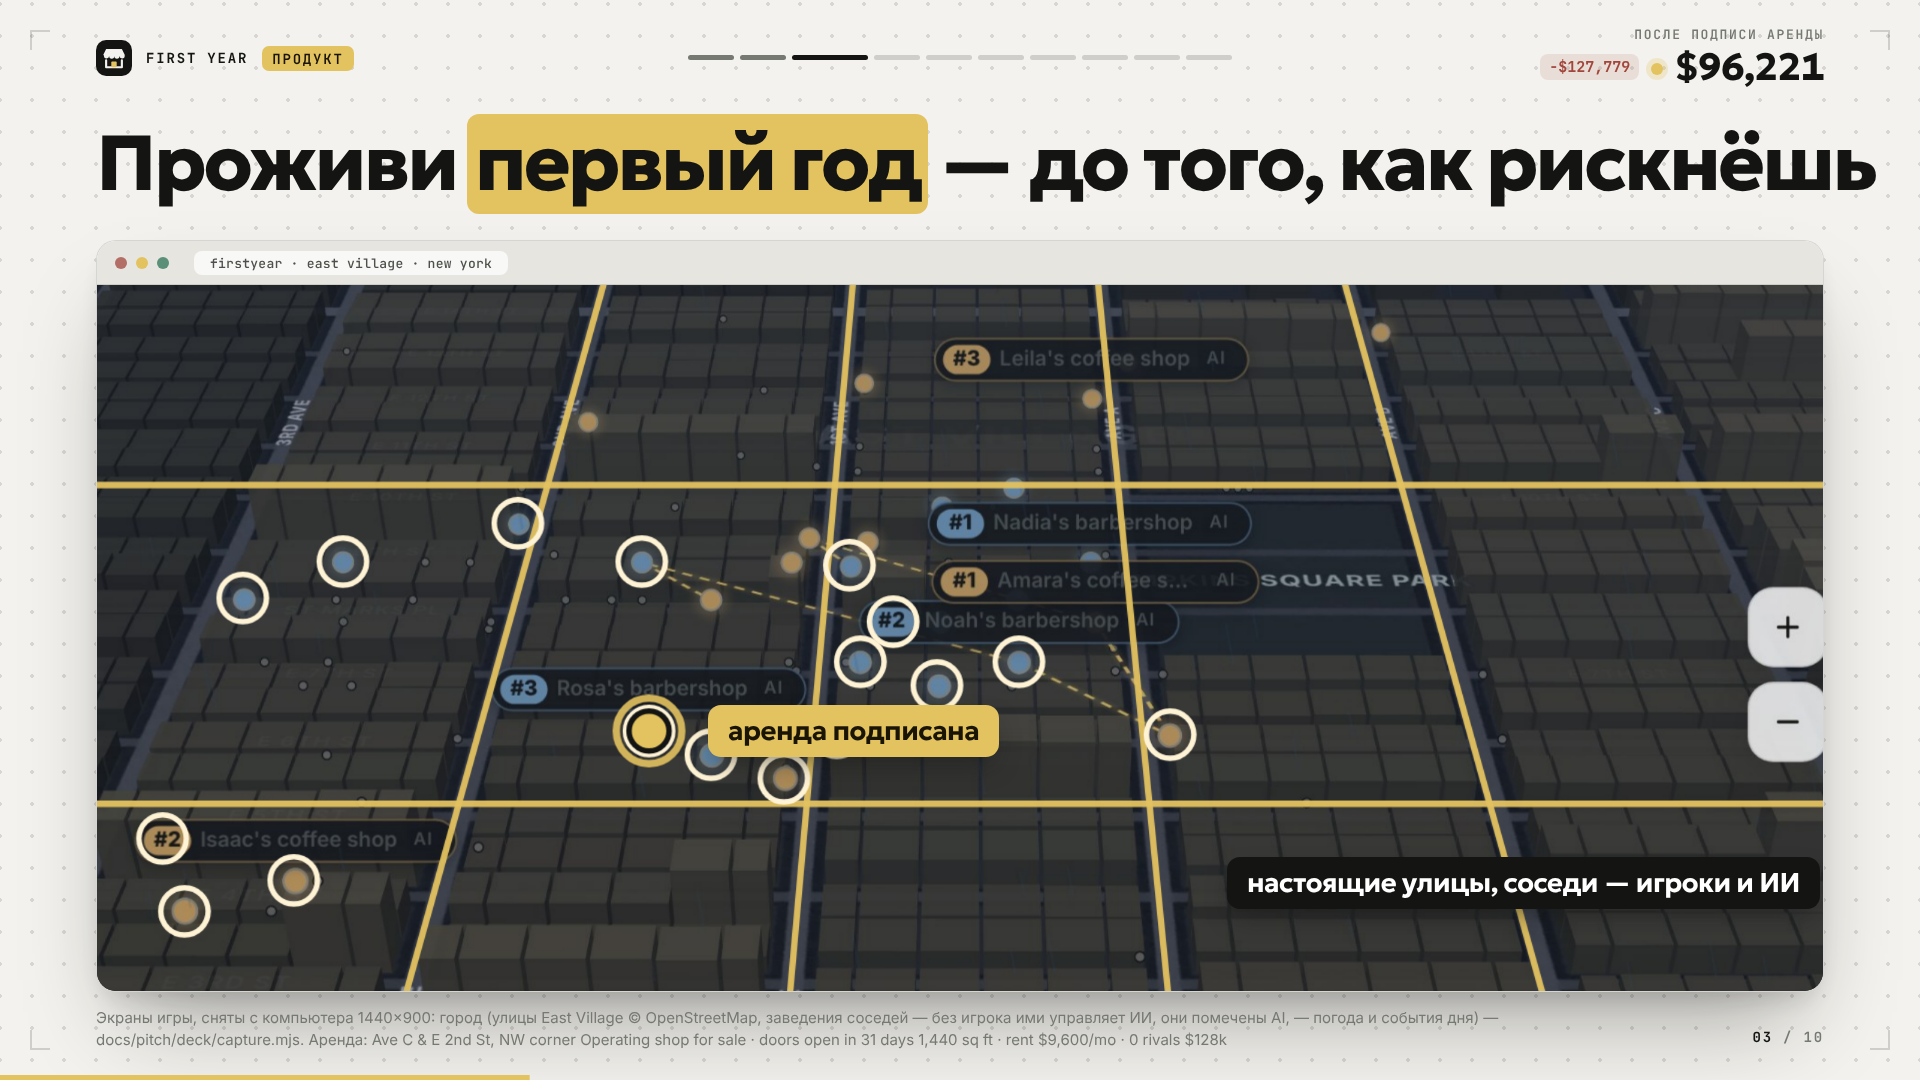 FIRST YEAR ПРОДУКТ
ПОСЛЕ ПОДПИСИ АРЕНДЫ
-$127,779 $96,221
Проживи первый год — до того, как рискнёшь
firstyear · east village · new york
#3 Leila's coffee shop AI
3RD AVE
1ST AVE
AVE A
#1 Nadia's barbershop AI
#1 Amara's coffee s... AI
SQUARE PARK
#2 Noah's barbershop AI
+
#3 Rosa's barbershop AI
−
аренда подписана
#2 Isaac's coffee shop AI
настоящие улицы, соседи — игроки и ИИ
Экраны игры, сняты с компьютера 1440×900: город (улицы East Village © OpenStreetMap, заведения соседей — без игрока ими управляет ИИ, они помечены AI, — погода и события дня) —
docs/pitch/deck/capture.mjs. Аренда: Ave C & E 2nd St, NW corner Operating shop for sale · doors open in 31 days 1,440 sq ft · rent $9,600/mo · 0 rivals $128k
03 / 10